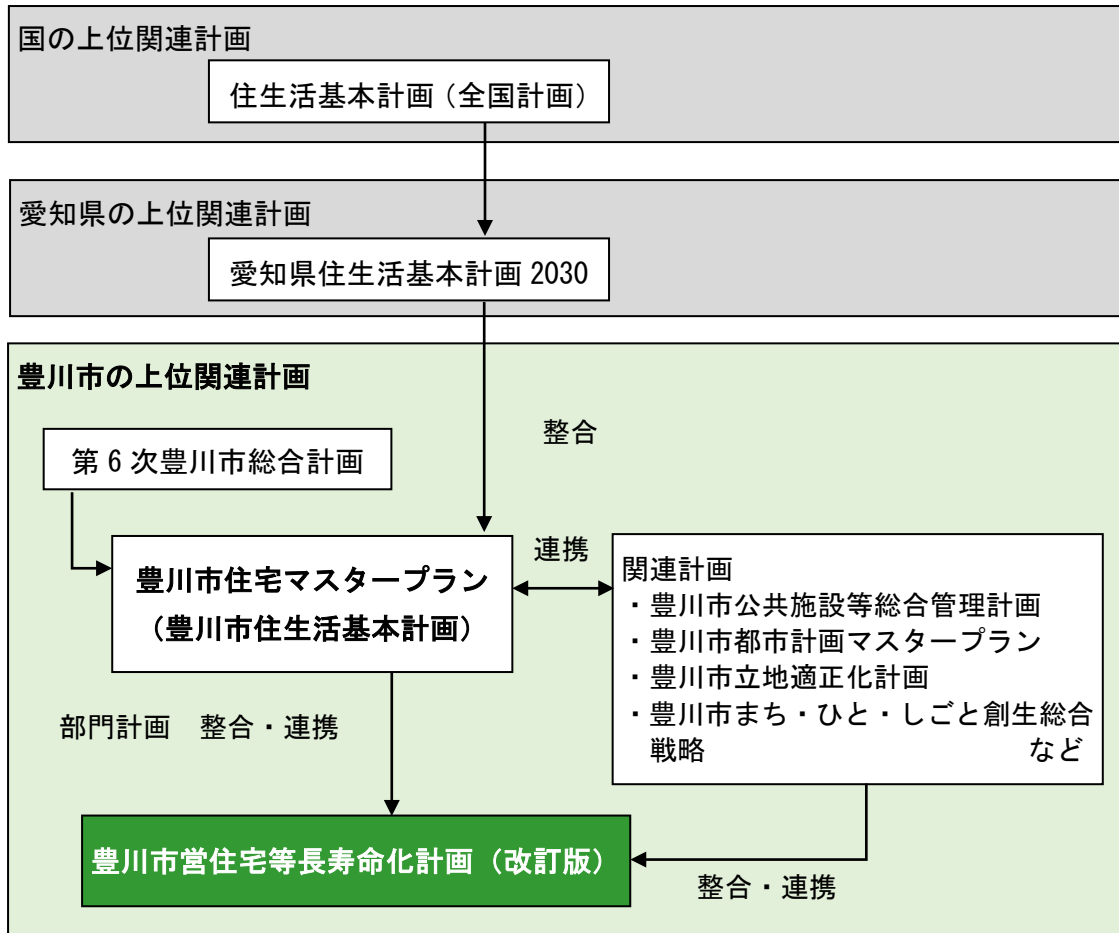 国の上位関連計画
住生活基本計画（全国計画）
愛知県の上位関連計画
愛知県住生活基本計画 2030
豊川市の上位関連計画
整合
第 6 次豊川市総合計画
連携
豊川市住宅マスタープラン
（豊川市住生活基本計画）
関連計画
・豊川市公共施設等総合管理計画
・豊川市都市計画マスタープラン
・豊川市立地適正化計画
・豊川市まち・ひと・しごと創生総合
戦略 など
部門計画 整合・連携
豊川市営住宅等長寿命化計画（改訂版）
整合・連携